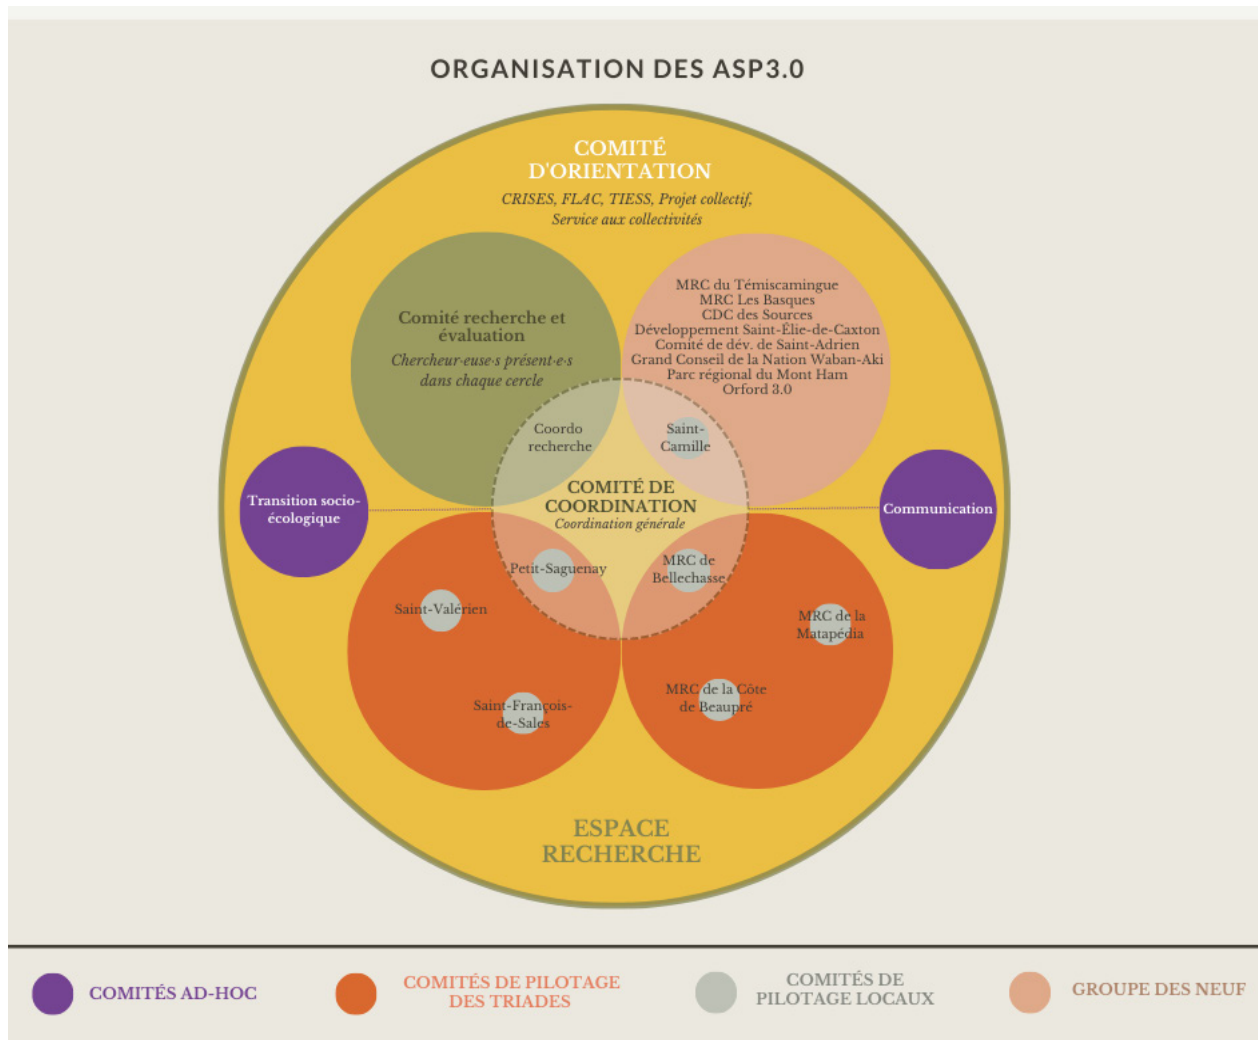 ORGANISATION DES ASP3.0
COMITÉ
D'ORIENTATION
CRISES, FLAC, TIESS, Projet collectif,
Service aux collectivités
Comité recherche et
évaluation
Chercheur·euse·s présent·e·s
dans chaque cercle
MRC du Témiscamingue
MRC Les Basques
CDC des Sources
Développement Saint-Élie-de-Caxton
Comité de dév. de Saint-Adrien
Grand Conseil de la Nation Waban-Aki
Parc régional du Mont Ham
Orford 3.0
Coordo
recherche
Saint-
Camille
Transition socio-
écologique
COMITÉ DE
COORDINATION
Coordination générale
Communication
Petit-Saguenay
MRC de
Bellechasse
Saint-Valérien
MRC de la
Matapédia
Saint-François-
de-Sales
MRC de la Côte
de Beaupré
ESPACE
RECHERCHE
COMITÉS AD-HOC
COMITÉS DE PILOTAGE
DES TRIADES
COMITÉS DE
PILOTAGE LOCAUX
GROUPE DES NEUF